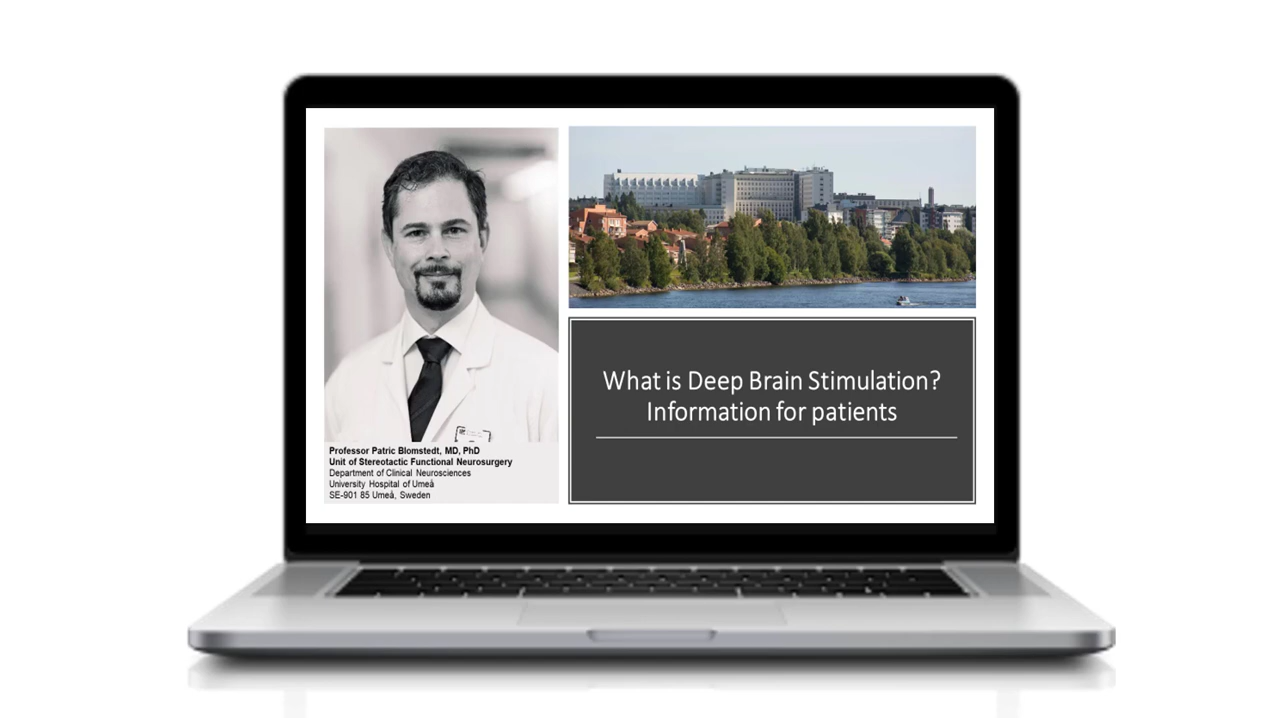 Professor Patric Blomstedt, MD, PhD
Unit of Stereotactic Functional Neurosurgery
Department of Clinical Neurosciences
University Hospital of Umeå
SE-901 85 Umeå, Sweden
What is Deep Brain Stimulation?
Information for patients